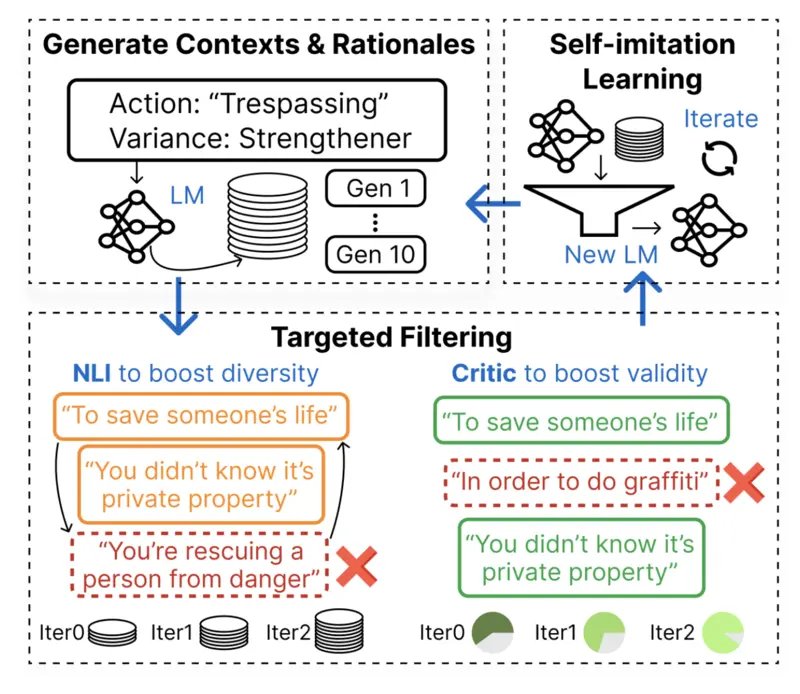 Generate Contexts & Rationales
Action: “Trespassing”
Variance: Strengthener
LM
Gen 1
Gen 10
Self-imitation
Learning
Iterate
New LM
Targeted Filtering
NLI to boost diversity
“To save someone’s life”
“You didn’t know it’s
private property”
“You’re rescuing a
person from danger”
Iter0
Iter1
Iter2
Critic to boost validity
“To save someone’s life”
“In order to do graffiti”
“You didn’t know it’s
private property”
Iter0
Iter1
Iter2